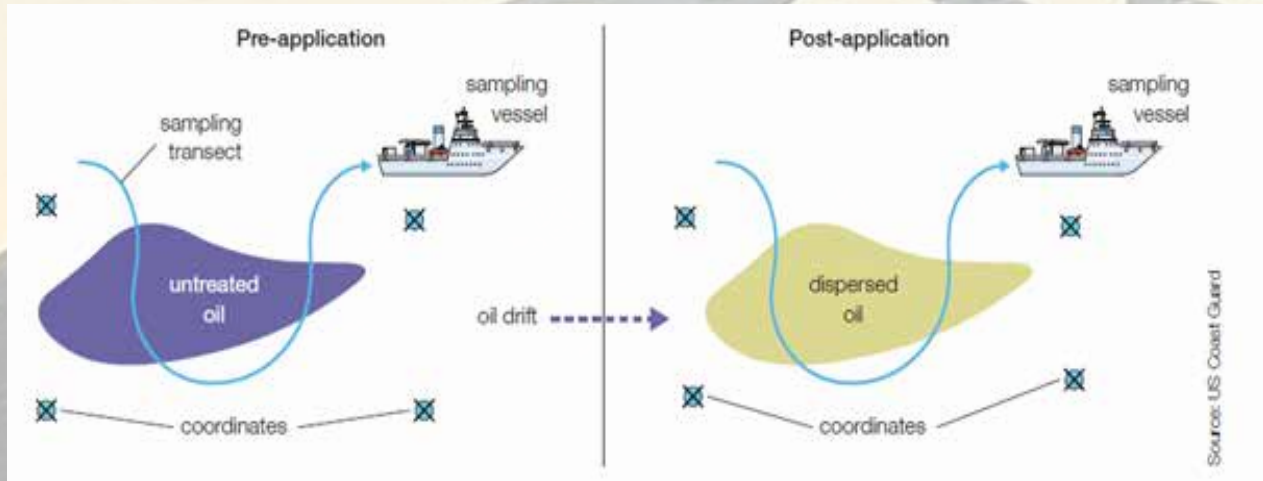 Pre-application
sampling
vessel
sampling
transect
untreated
oil
coordinates
oil drift
Post-application
sampling
vessel
dispersed
oil
coordinates
Source: US Coast Guard